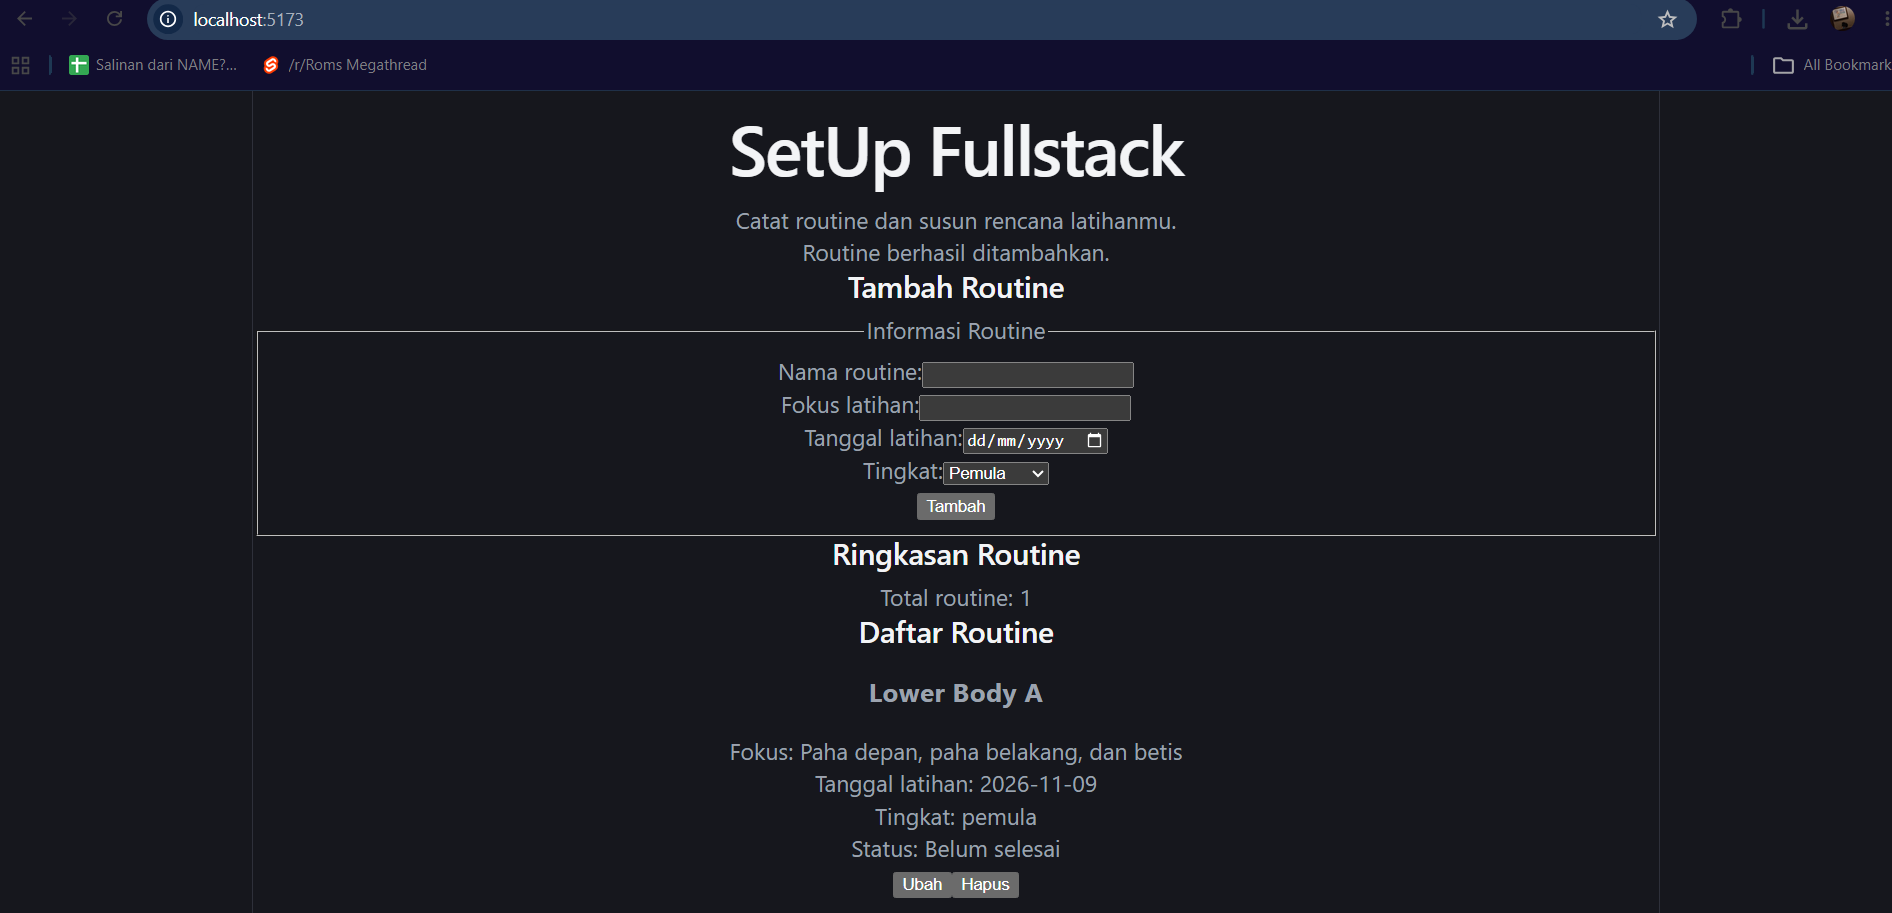 localhost:5173
Salinan dari NAME?... /r/Roms Megathread All Bookmark
SetUp Fullstack
Catat routine dan susun rencana latihanmu.
Routine berhasil ditambahkan.
Tambah Routine
Informasi Routine
Nama routine:
Fokus latihan:
Tanggal latihan: dd/mm/yyyy
Tingkat: Pemula
Tambah
Ringkasan Routine
Total routine: 1
Daftar Routine
Lower Body A
Fokus: Paha depan, paha belakang, dan betis
Tanggal latihan: 2026-11-09
Tingkat: pemula
Status: Belum selesai
Ubah Hapus